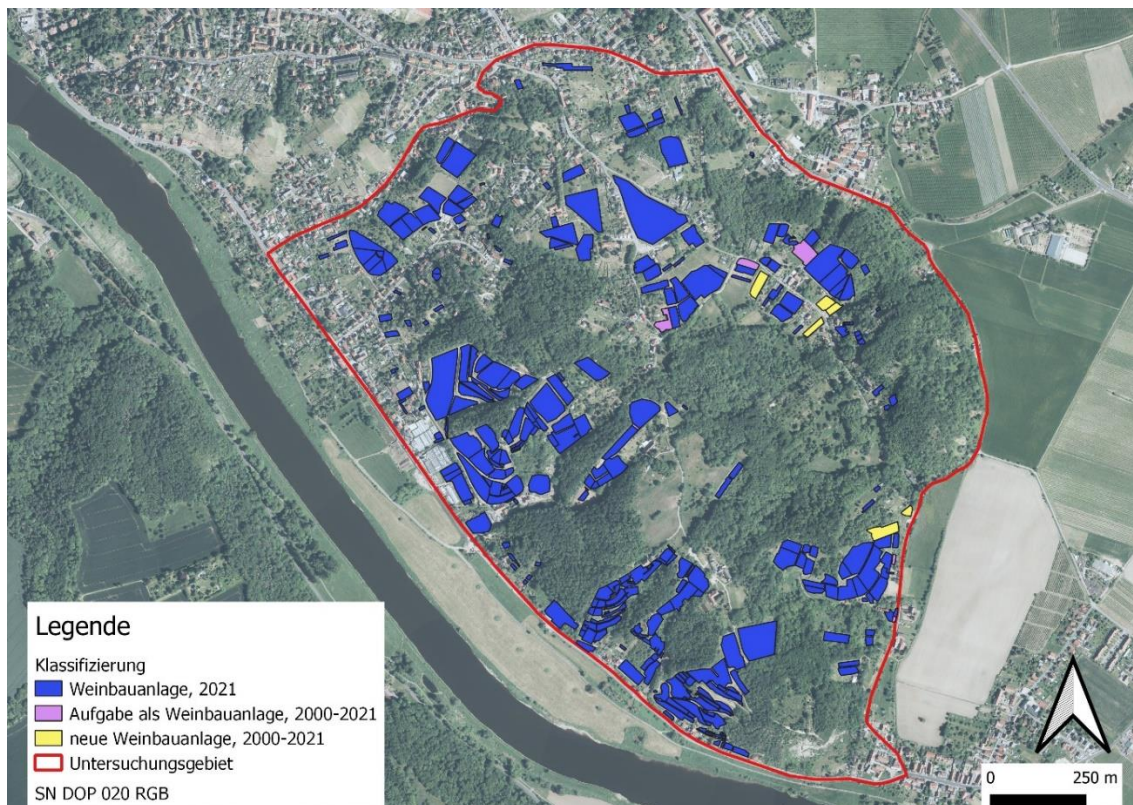 Legende
Klassifizierung
Weinbauanlage, 2021
Aufgabe als Weinbauanlage, 2000-2021
neue Weinbauanlage, 2000-2021
Untersuchungsgebiet
SN DOP 020 RGB
0 250 m